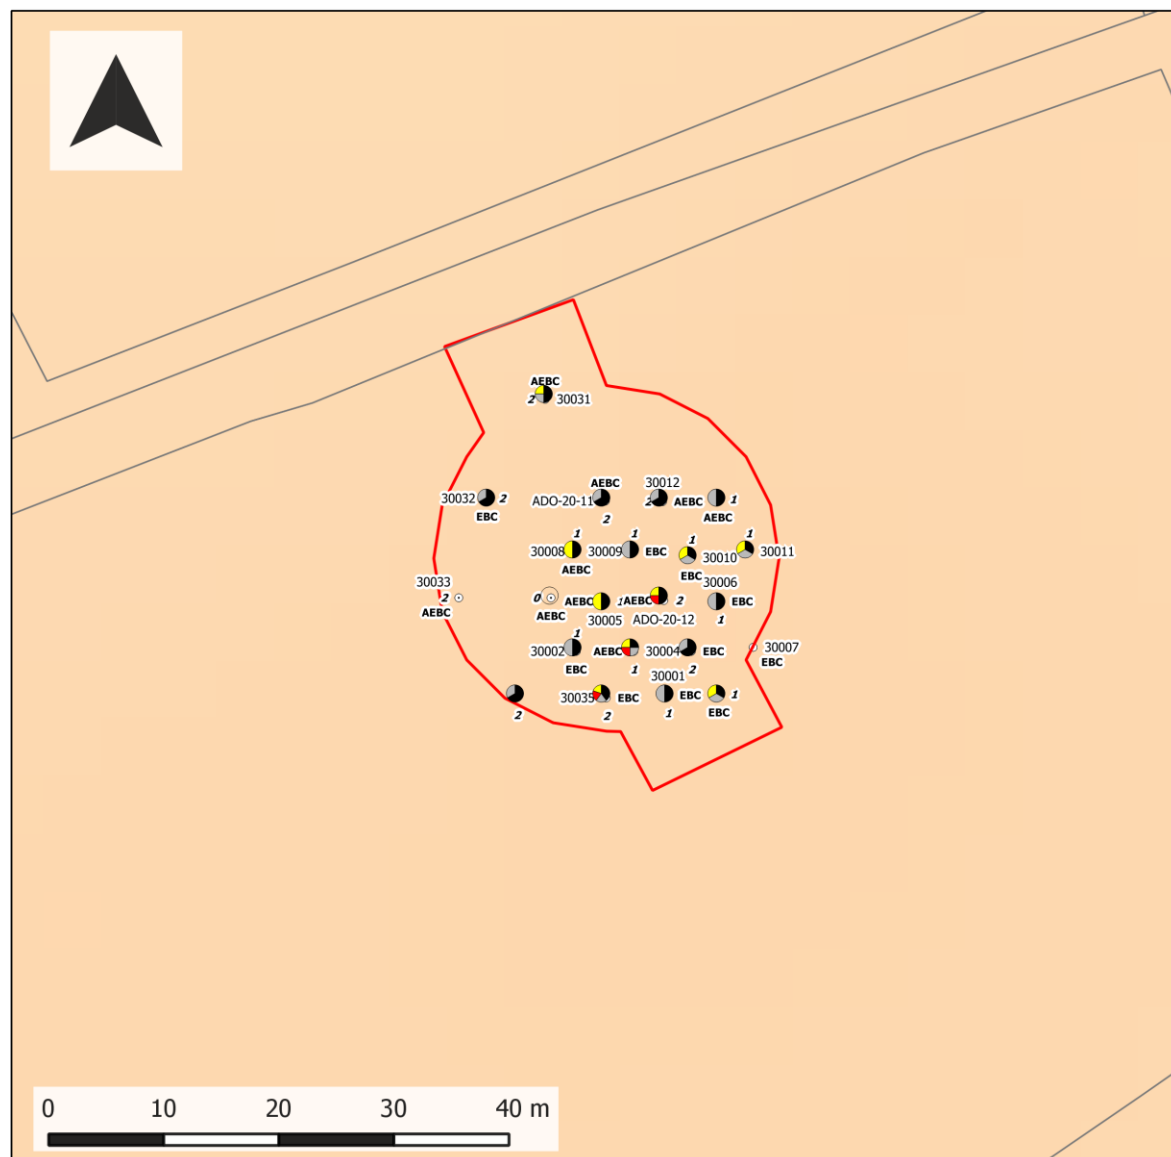 AEBC
2 30031
30012
AEBC
30032 2 ADO-20-11 2 AEBC 1
EBC 2 AEBC
1 1 1 1
30008 30009 EBC 30010 30011
AEBC EBC
30033 30006
2 0 AEBC 1 AEBC 2 EBC
AEBC AEBC 30005 ADO-20-12 1
1
30002 AEBC 30004 EBC 30007
EBC 1 2 EBC
30001
30035 EBC EBC 1
2 2 1 EBC
0 10 20 30 40 m